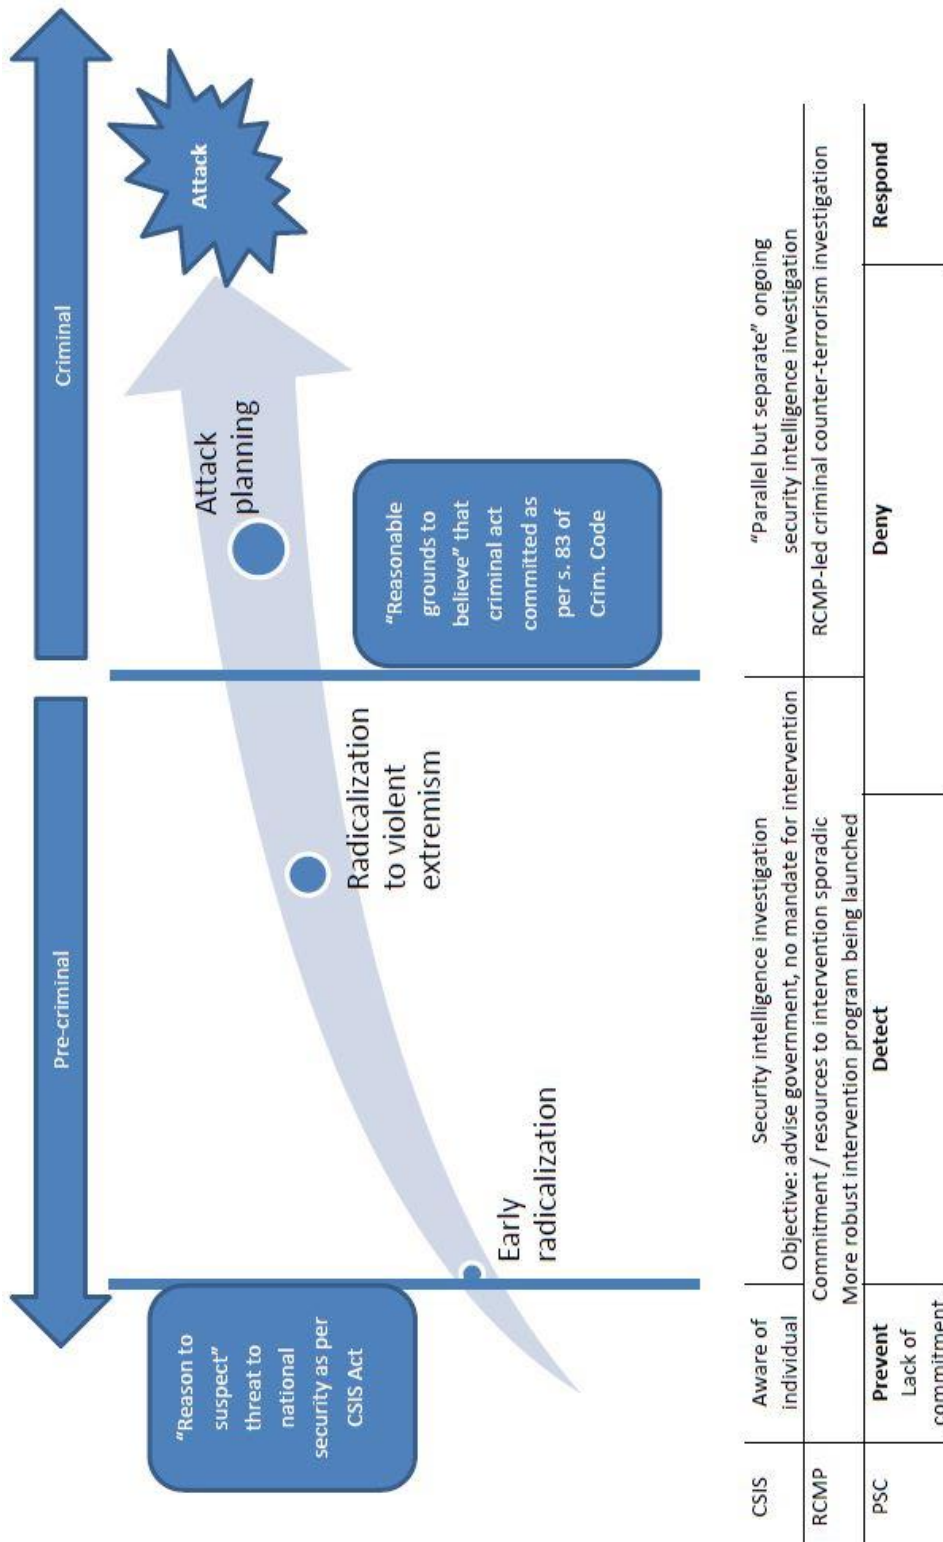 Pre-criminal
Criminal
"Reason to
suspect"
threat to
national
security as per
CSIS Act
Early
radicalization
Radicalization
to violent
extremism
"Reasonable
grounds to
believe" that
criminal act
committed as
per s. 83 of
Crim. Code
Attack
planning
Attack
CSIS
Aware of
individual
Security intelligence investigation
Objective: advise government, no mandate for intervention
"Parallel but separate" ongoing
security intelligence investigation
RCMP
Commitment / resources to intervention sporadic
More robust intervention program being launched
RCMP-led criminal counter-terrorism investigation
PSC
Prevent
Lack of
commitment
Detect
Deny
Respond